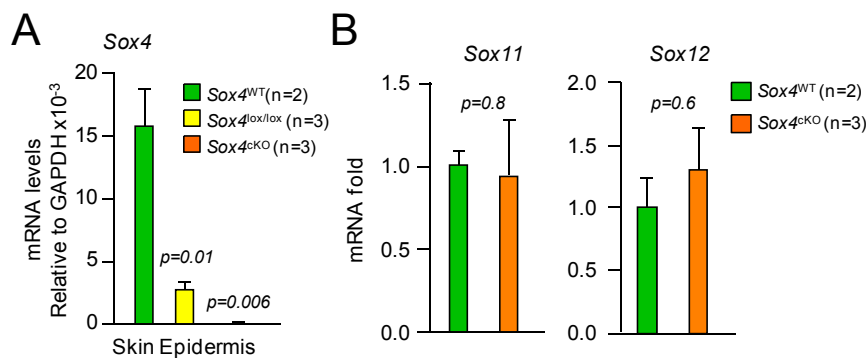 A
Sox4
mRNA levels
Relative to GAPDH x10-3
20
15
10
5
0
Sox4WT (n=2)
Sox4lox/lox (n=3)
Sox4cKO (n=3)
p=0.01
p=0.006
Skin Epidermis
B
Sox11
mRNA fold
1.5
1.0
0.5
0.0
p=0.8
Sox12
2.0
1.5
1.0
0.5
0.0
p=0.6
Sox4WT (n=2)
Sox4cKO (n=3)